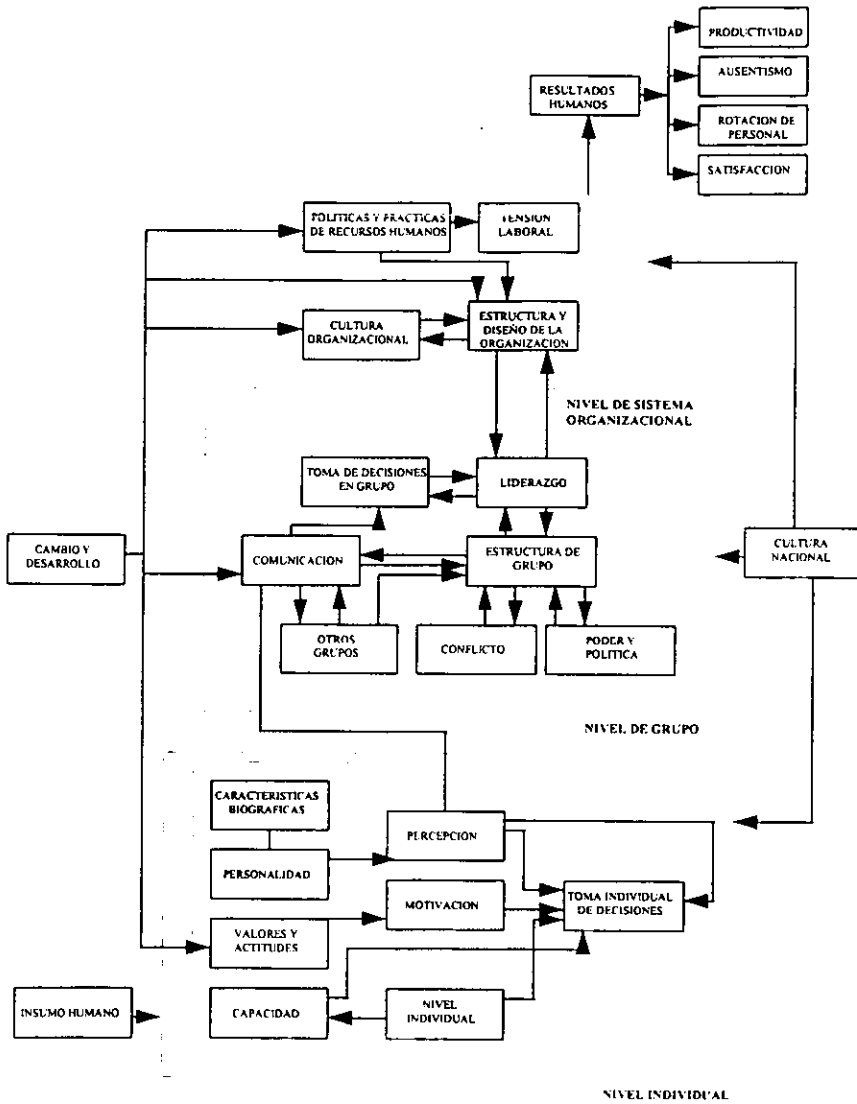 PRODUCTIVIDAD
AUSENTISMO
RESULTADOS
HUMANOS
ROTACION DE
PERSONAL
SATISFACCION
POLITICAS Y PRACTICAS
DE RECURSOS HUMANOS
TENSION
LABORAL
CULTURA
ORGANIZACIONAL
ESTRUCTURA Y
DISEÑO DE LA
ORGANIZACION
NIVEL DE SISTEMA
ORGANIZACIONAL
TOMA DE DECISIONES
EN GRUPO
LIDERAZGO
CAMBIO Y
DESARROLLO
COMUNICACION
ESTRUCTURA DE
GRUPO
CULTURA
NACIONAL
OTROS
GRUPOS
CONFLICTO
PODER Y
POLITICA
NIVEL DE GRUPO
CARACTERISTICAS
BIOGRAFICAS
PERCEPCION
PERSONALIDAD
MOTIVACION
TOMA INDIVIDUAL
DE DECISIONES
VALORES Y
ACTITUDES
INSUMO HUMANO
CAPACIDAD
NIVEL
INDIVIDUAL
NIVEL INDIVIDUAL